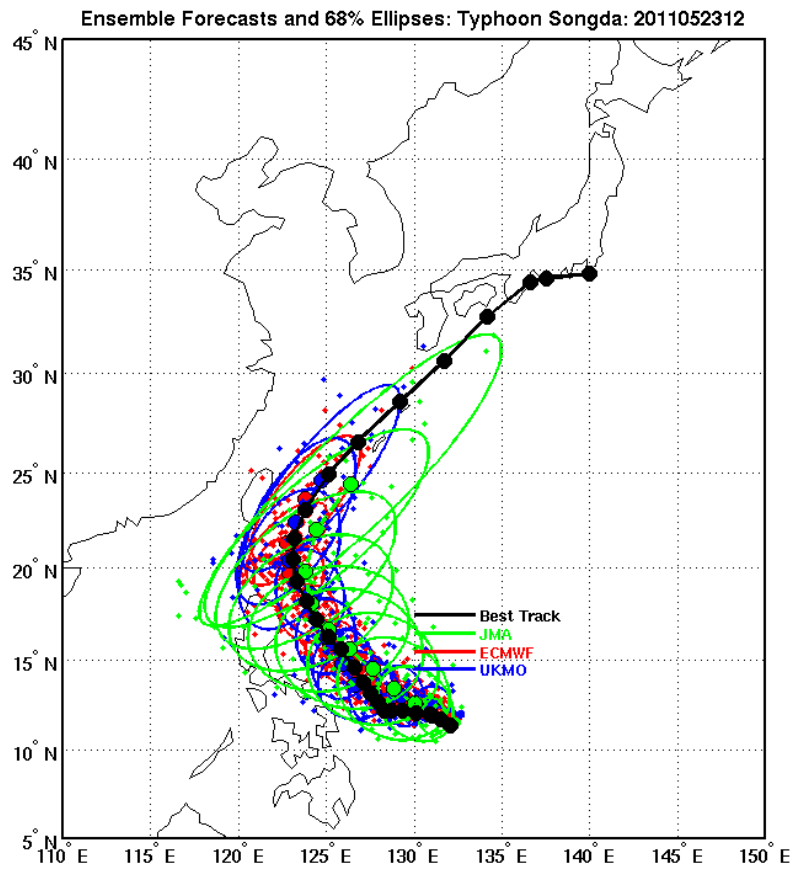 Ensemble Forecasts and 68% Ellipses: Typhoon Songda: 2011052312
45° N
40° N
35° N
30° N
25° N
20° N
15° N
10° N
5° N
Best Track
JMA
ECMWF
UKMO
110° E 115° E 120° E 125° E 130° E 135° E 140° E 145° E 150° E